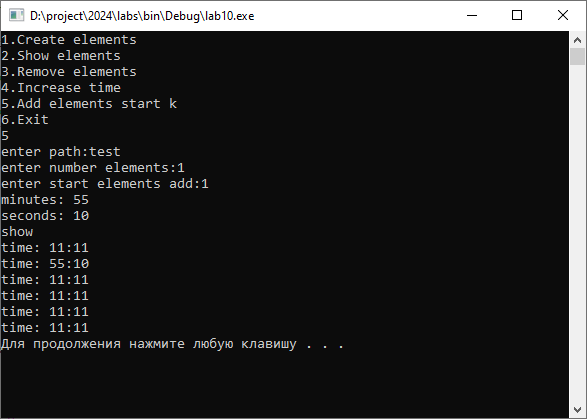 D:\project\2024\labs\bin\Debug\lab10.exe
1.Create elements
2.Show elements
3.Remove elements
4.Increase time
5.Add elements start k
6.Exit
5
enter path:test
enter number elements:1
enter start elements add:1
minutes: 55
seconds: 10
show
time: 11:11
time: 55:10
time: 11:11
time: 11:11
time: 11:11
time: 11:11
Для продолжения нажмите любую клавишу . . .